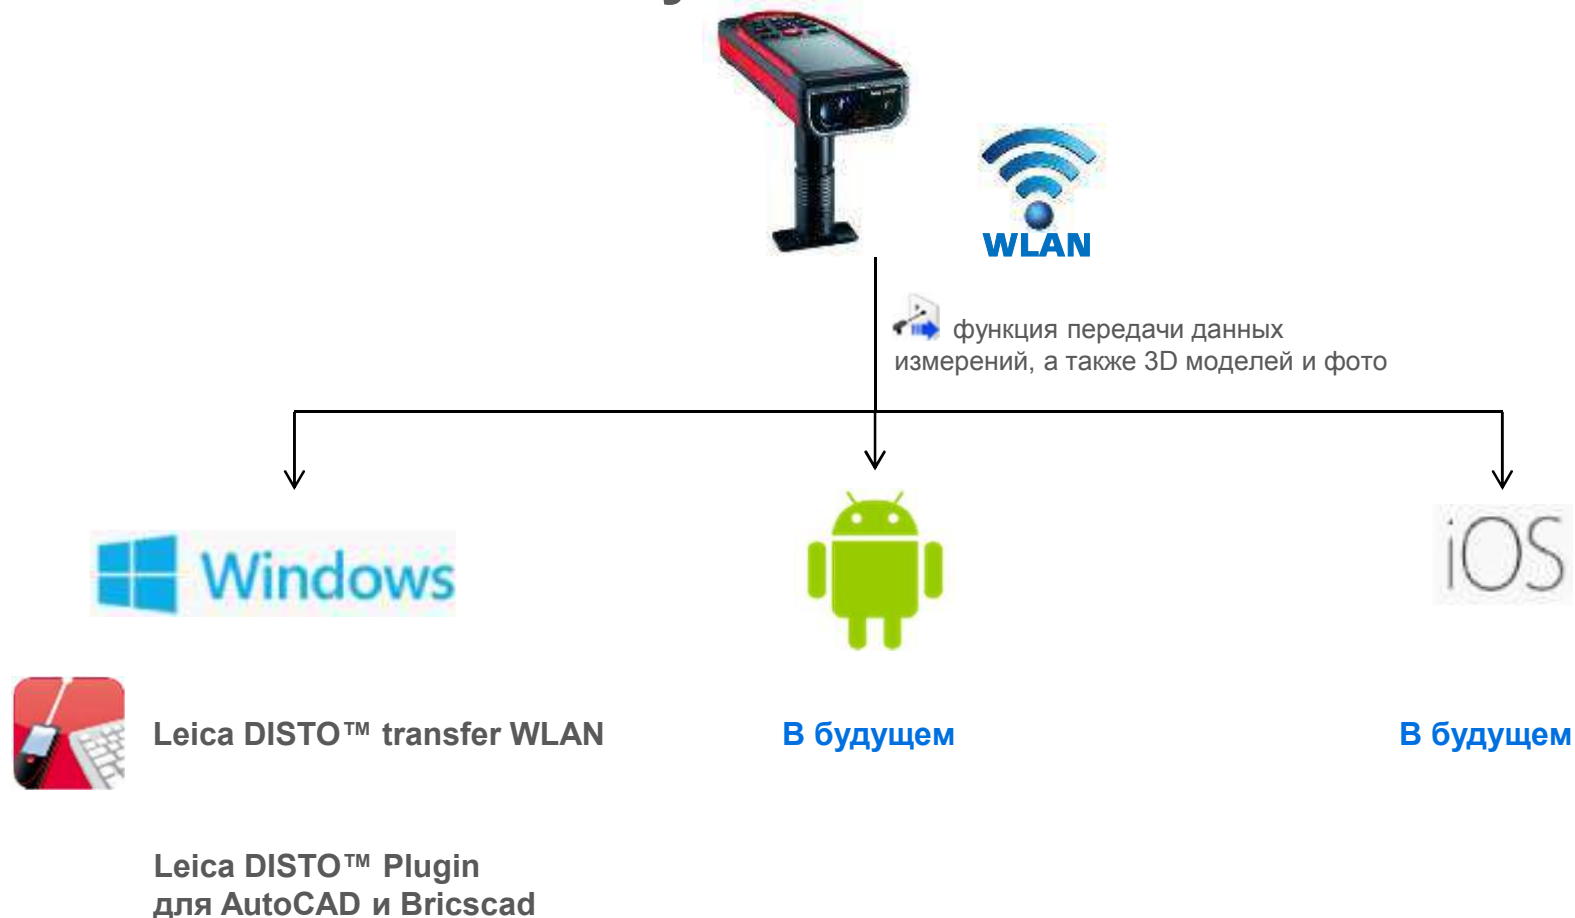 WLAN
функция передачи данных
измерений, а также 3D моделей и фото
Windows
iOS
Leica DISTO™ transfer WLAN
В будущем
В будущем
Leica DISTO™ Plugin
для AutoCAD и Bricscad